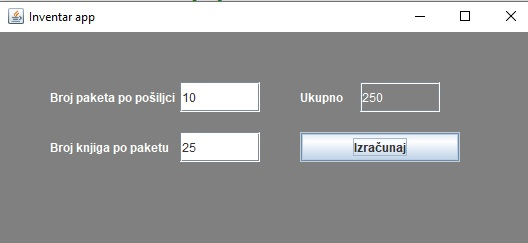 Inventar app
Broj paketa po pošiljci 10 Ukupno 250
Broj knjiga po paketu 25 Izračunaj